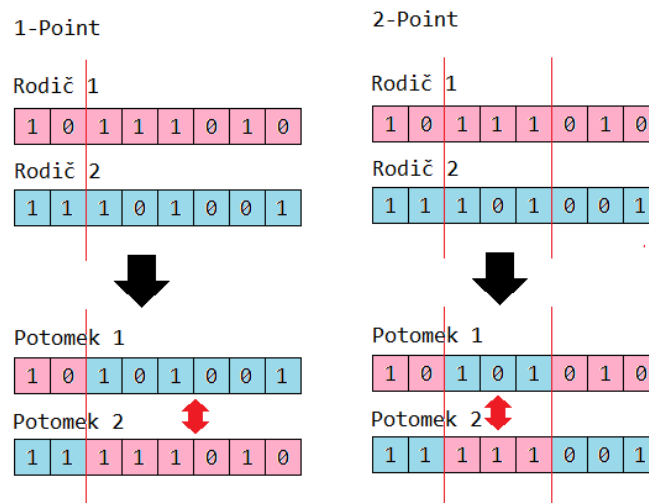 1-Point
Rodič 1
1 0 1 1 1 0 1 0
Rodič 2
1 1 1 0 1 0 0 1
Potomek 1
1 0 1 0 1 0 0 1
Potomek 2
1 1 1 1 1 0 1 0
2-Point
Rodič 1
1 0 1 1 1 0 1 0
Rodič 2
1 1 1 0 1 0 0 1
Potomek 1
1 0 1 0 1 0 1 0
Potomek 2
1 1 1 1 1 0 0 1